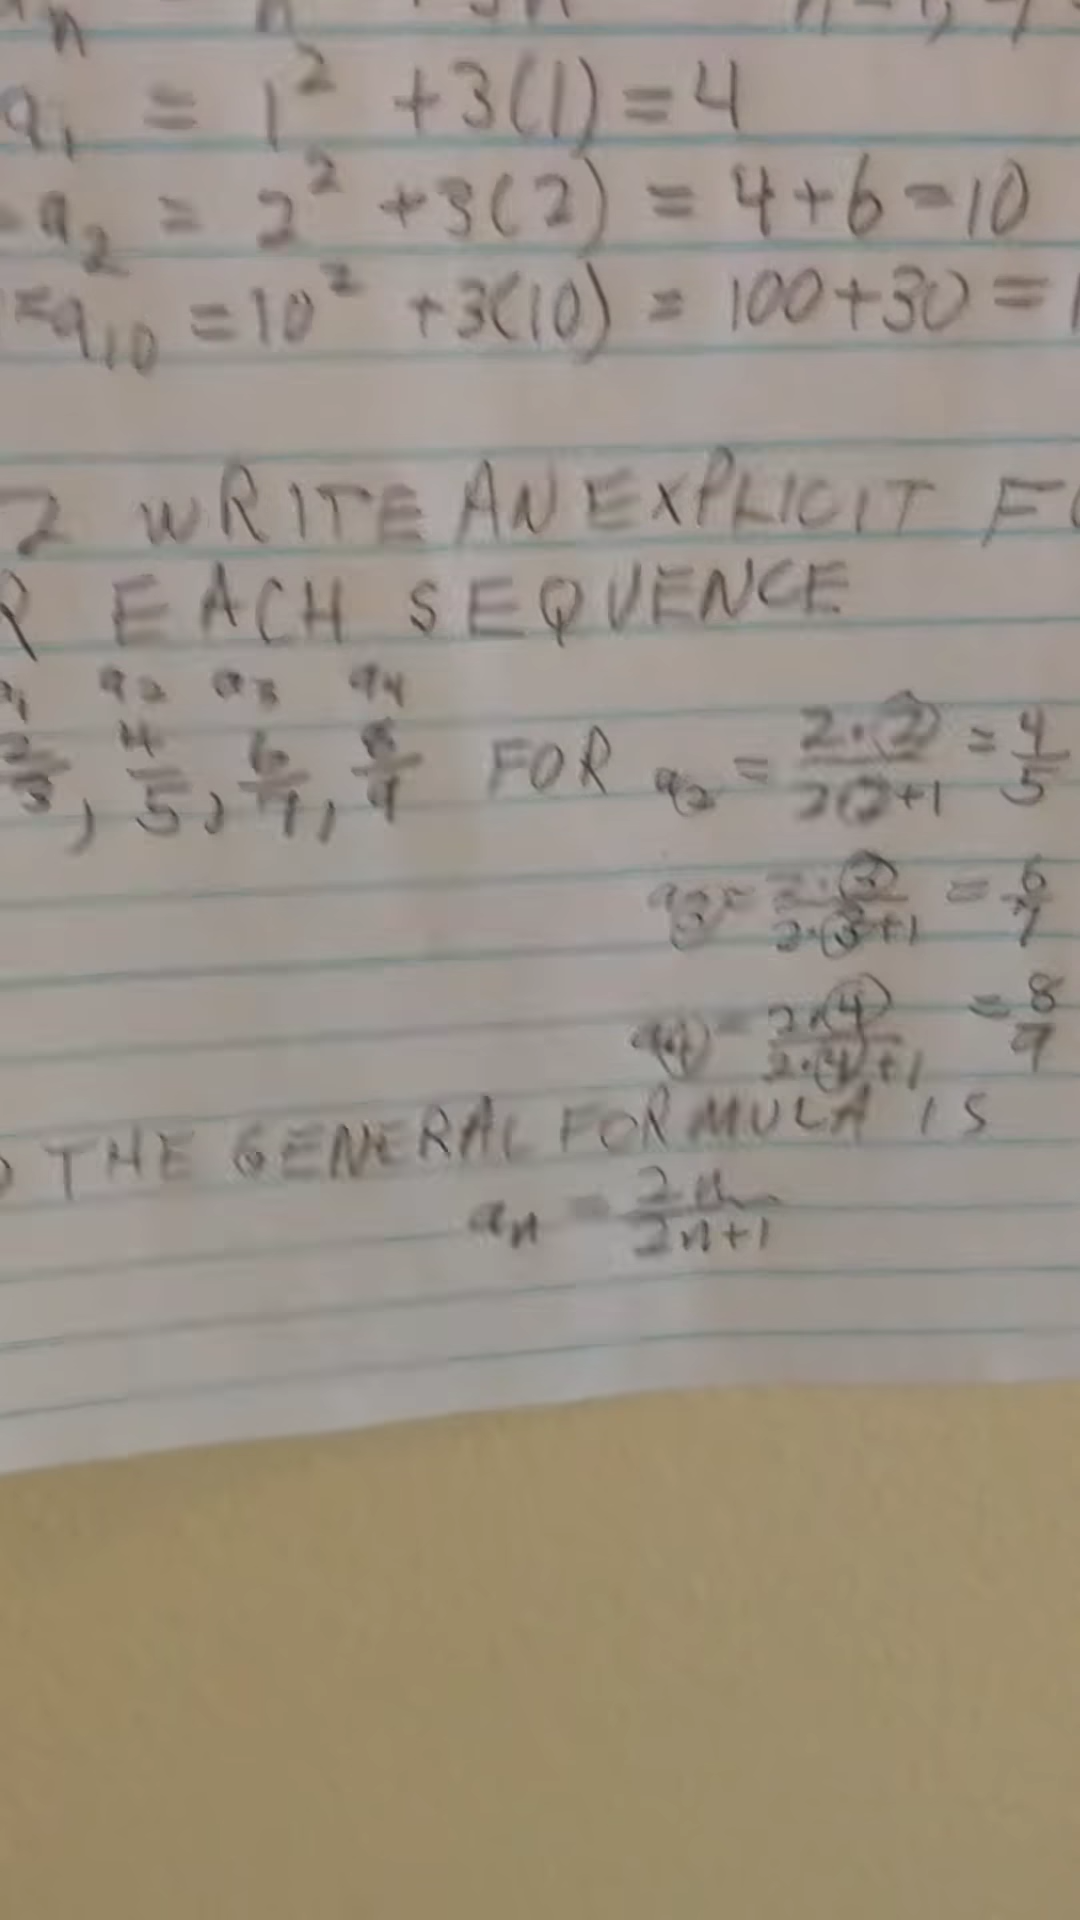 a₁ = 1² + 3(1) = 4
a₂ = 2² + 3(2) = 4 + 6 = 10
= a₁₀ = 10² + 3(10) = 100 + 30 =
2 WRITE AN EXPLICIT
R EACH SEQUENCE
a₁ a₂ a₃ a₄
2/3, 4/5, 6/7, 8/9 FOR a₂ = 2·2/2(2)+1 = 4/5
a₃ = 2·3/2·3+1 = 6/7
a₄ = 2·4/2·4+1 = 8/9
THE GENERAL FORMULA IS
aₙ = 2n/2n+1